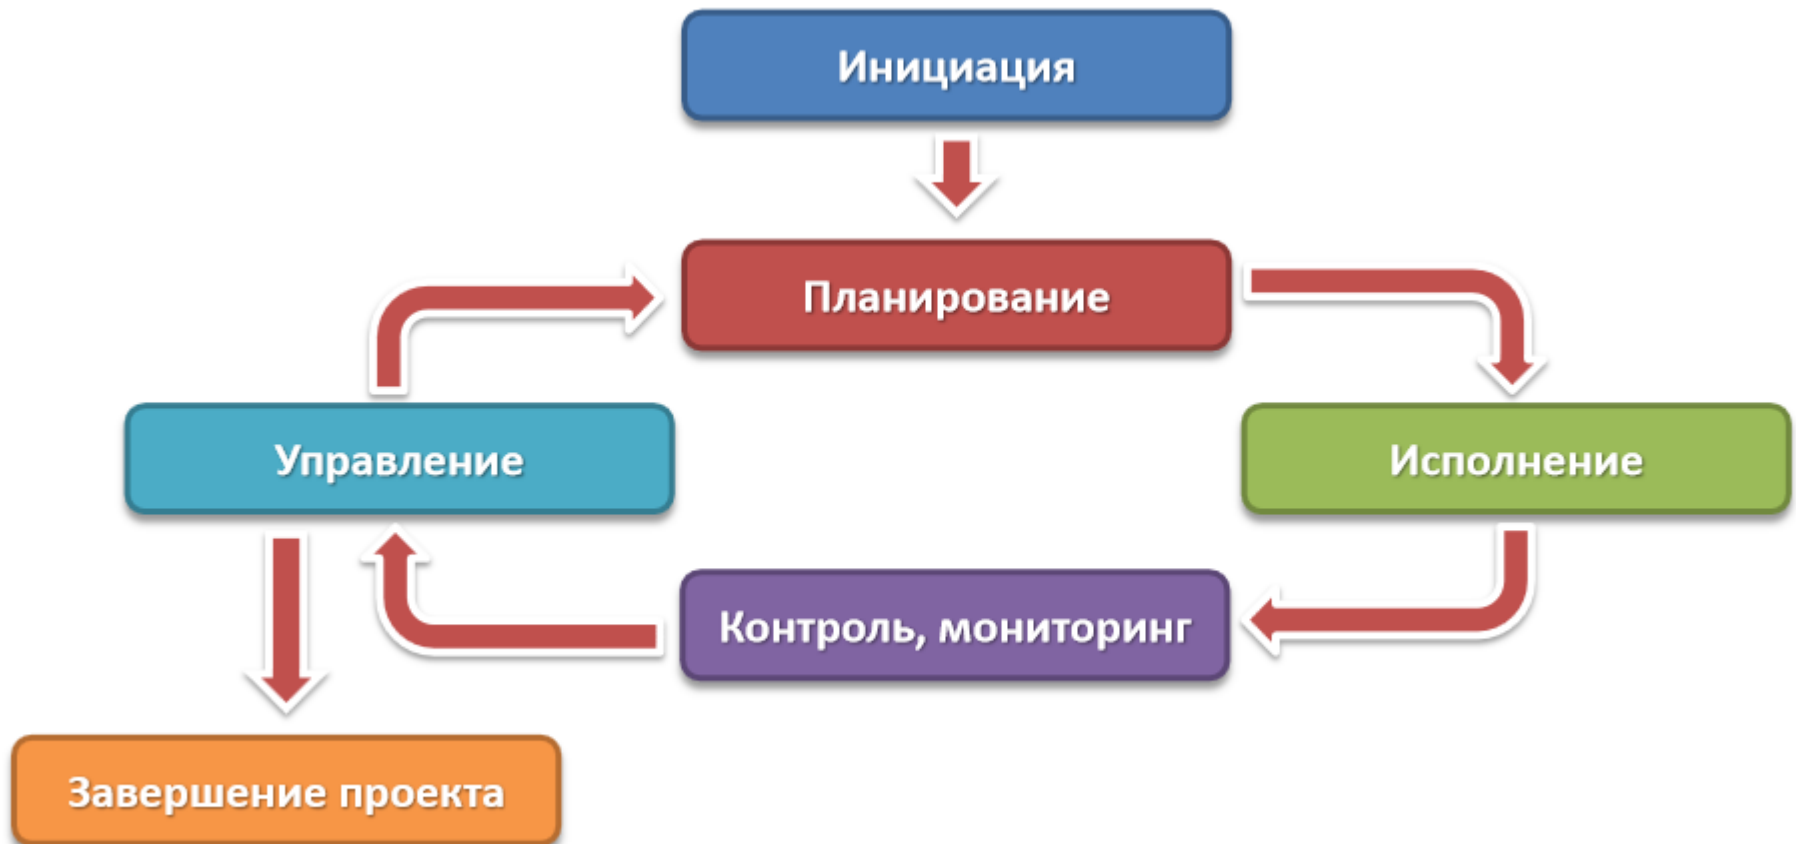 Инициация
Планирование
Управление
Исполнение
Контроль, мониторинг
Завершение проекта